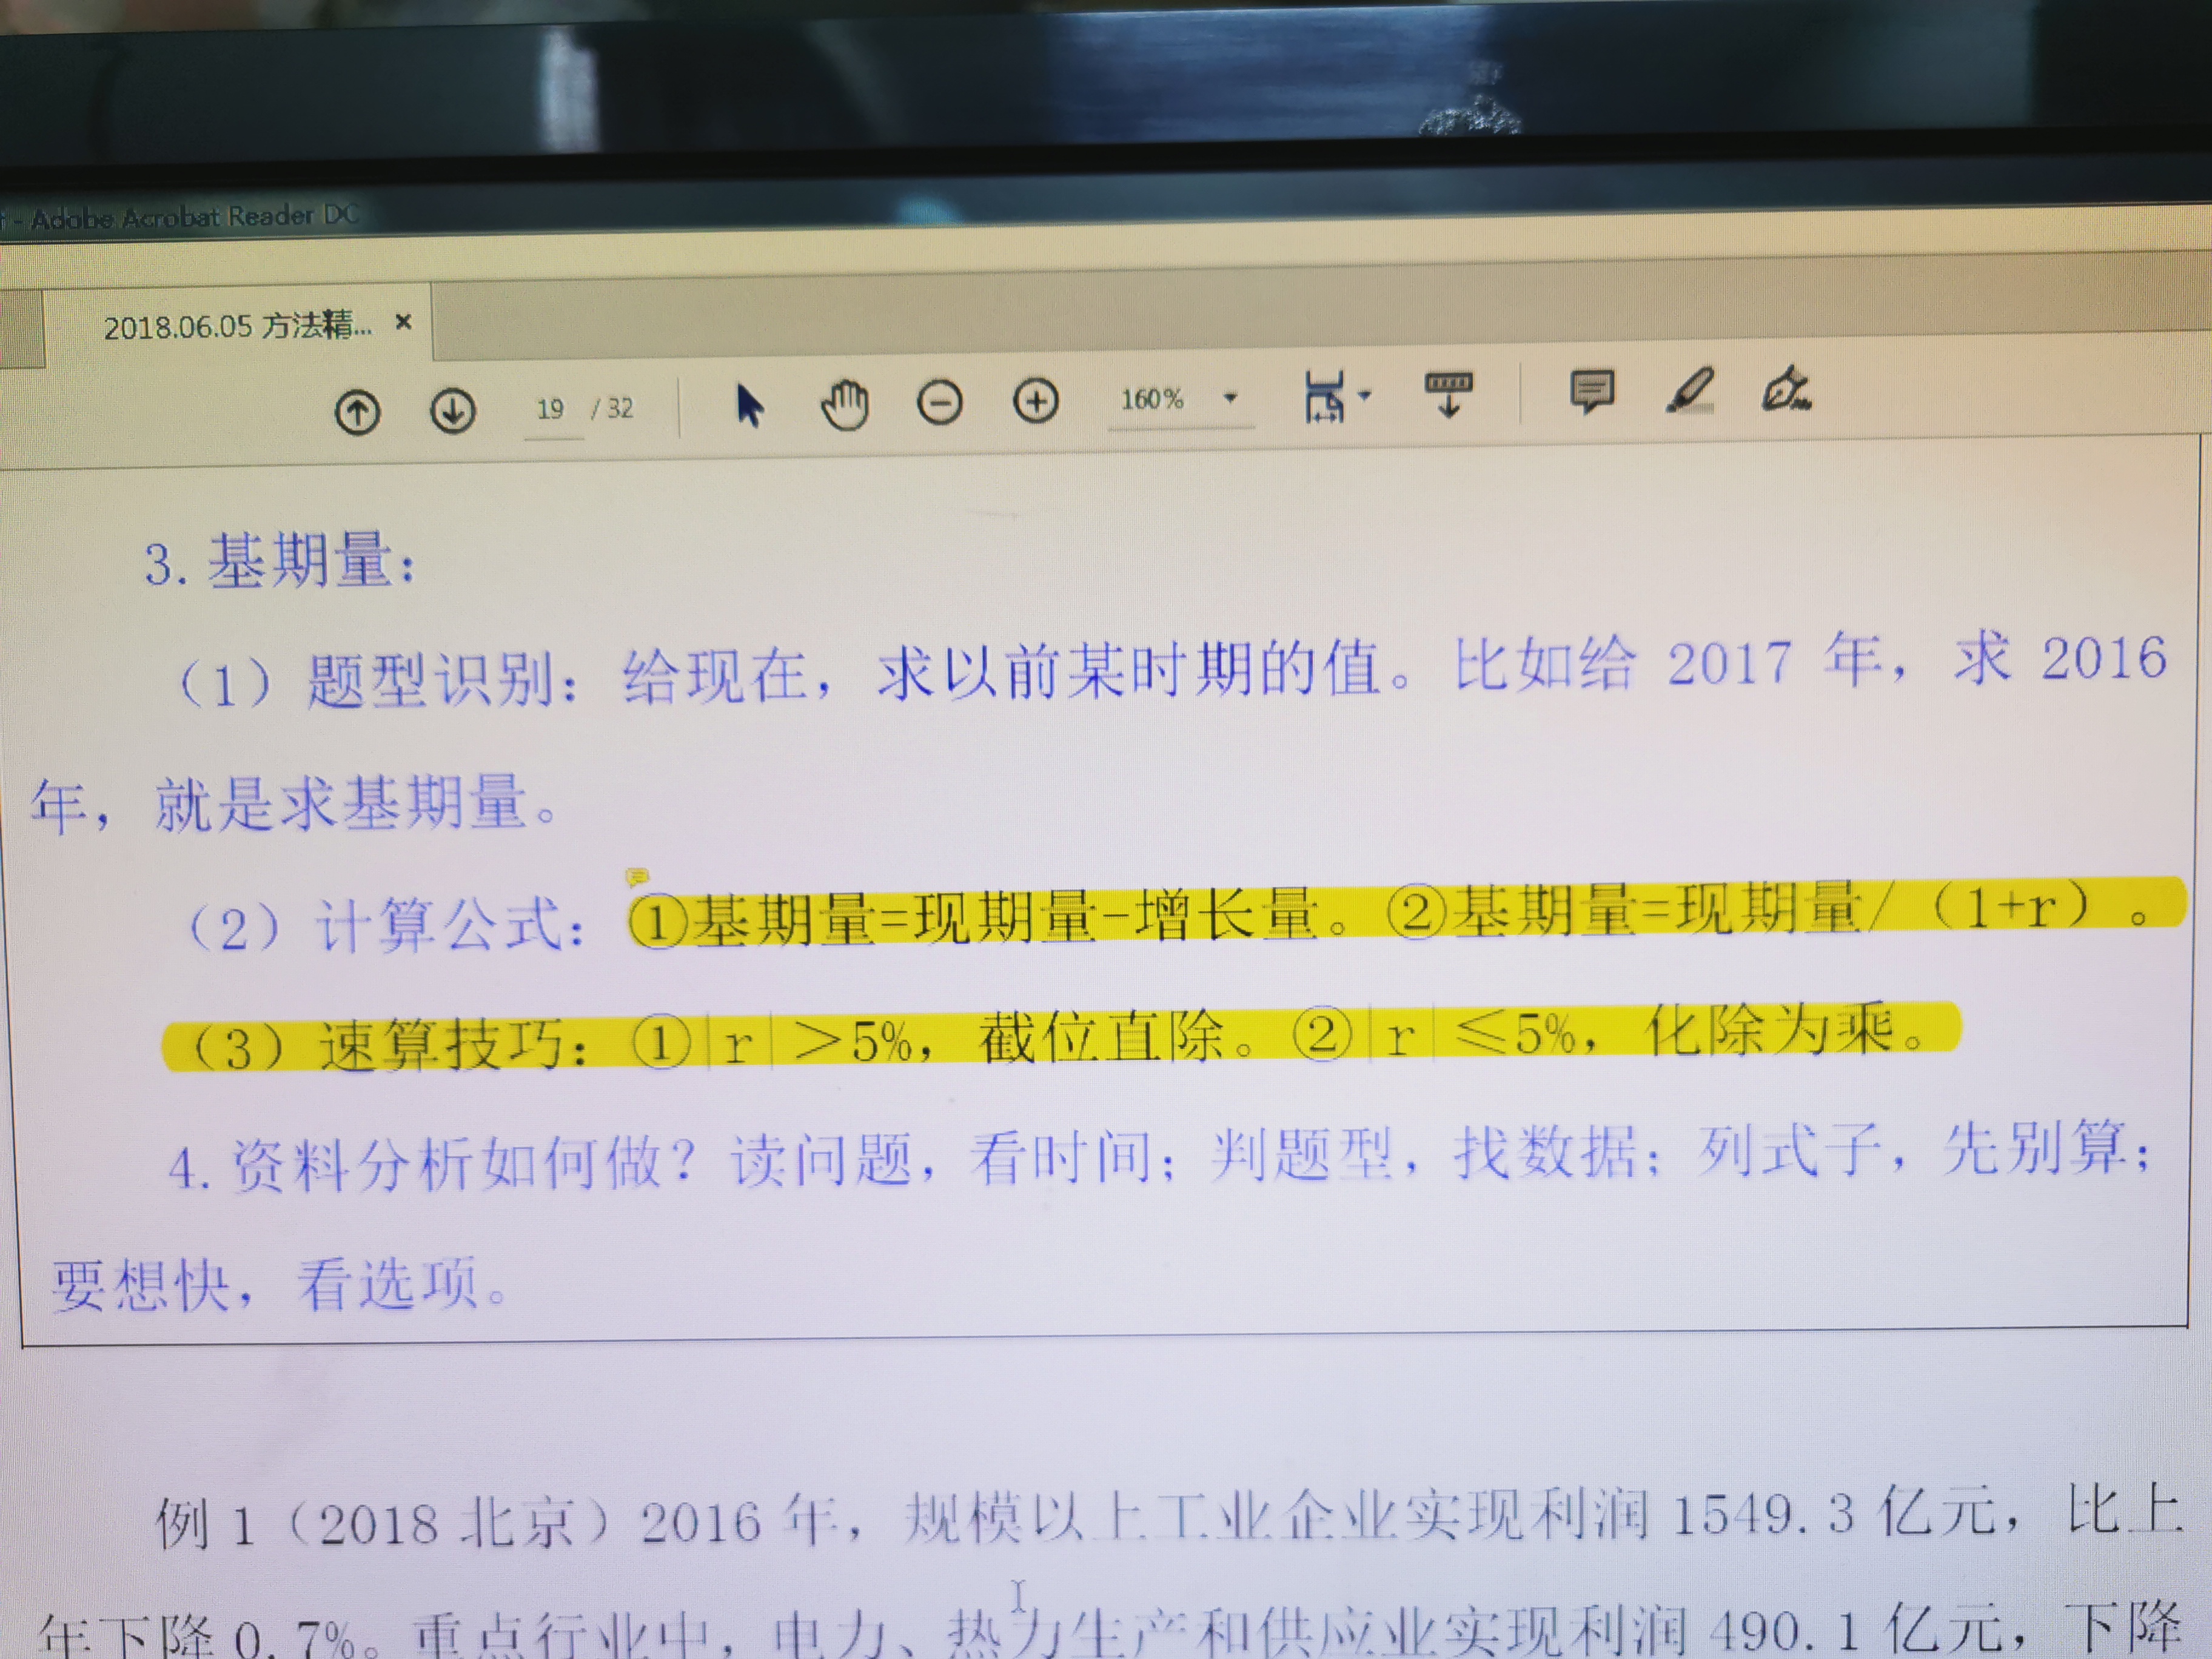 - Adobe Acrobat Reader DC
2018.06.05 方法精... ×
19 / 32 160%
3. 基期量：
（1）题型识别：给现在，求以前某时期的值。比如给 2017 年，求 2016
年，就是求基期量。
（2）计算公式：①基期量=现期量-增长量。②基期量=现期量/（1+r）。
（3）速算技巧：①|r|＞5%，截位直除。②|r|≤5%，化除为乘。
4. 资料分析如何做？读问题，看时间；判题型，找数据；列式子，先别算；
要想快，看选项。
例 1（2018 北京）2016 年，规模以上工业企业实现利润 1549.3 亿元，比上
年下降 0.7%。重点行业中，电力、热力生产和供应业实现利润 490.1 亿元，下降